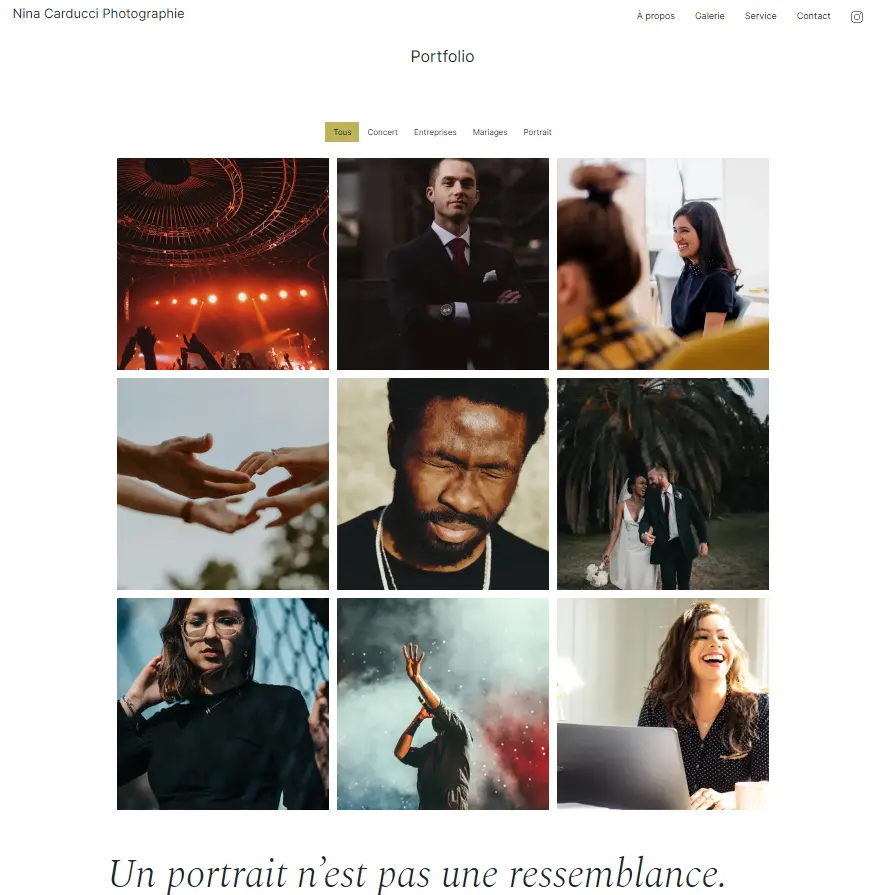 Nina Carducci Photographie
À propos Galerie Service Contact
Portfolio
Tous Concert Entreprises Mariages Portrait
Un portrait n’est pas une ressemblance.